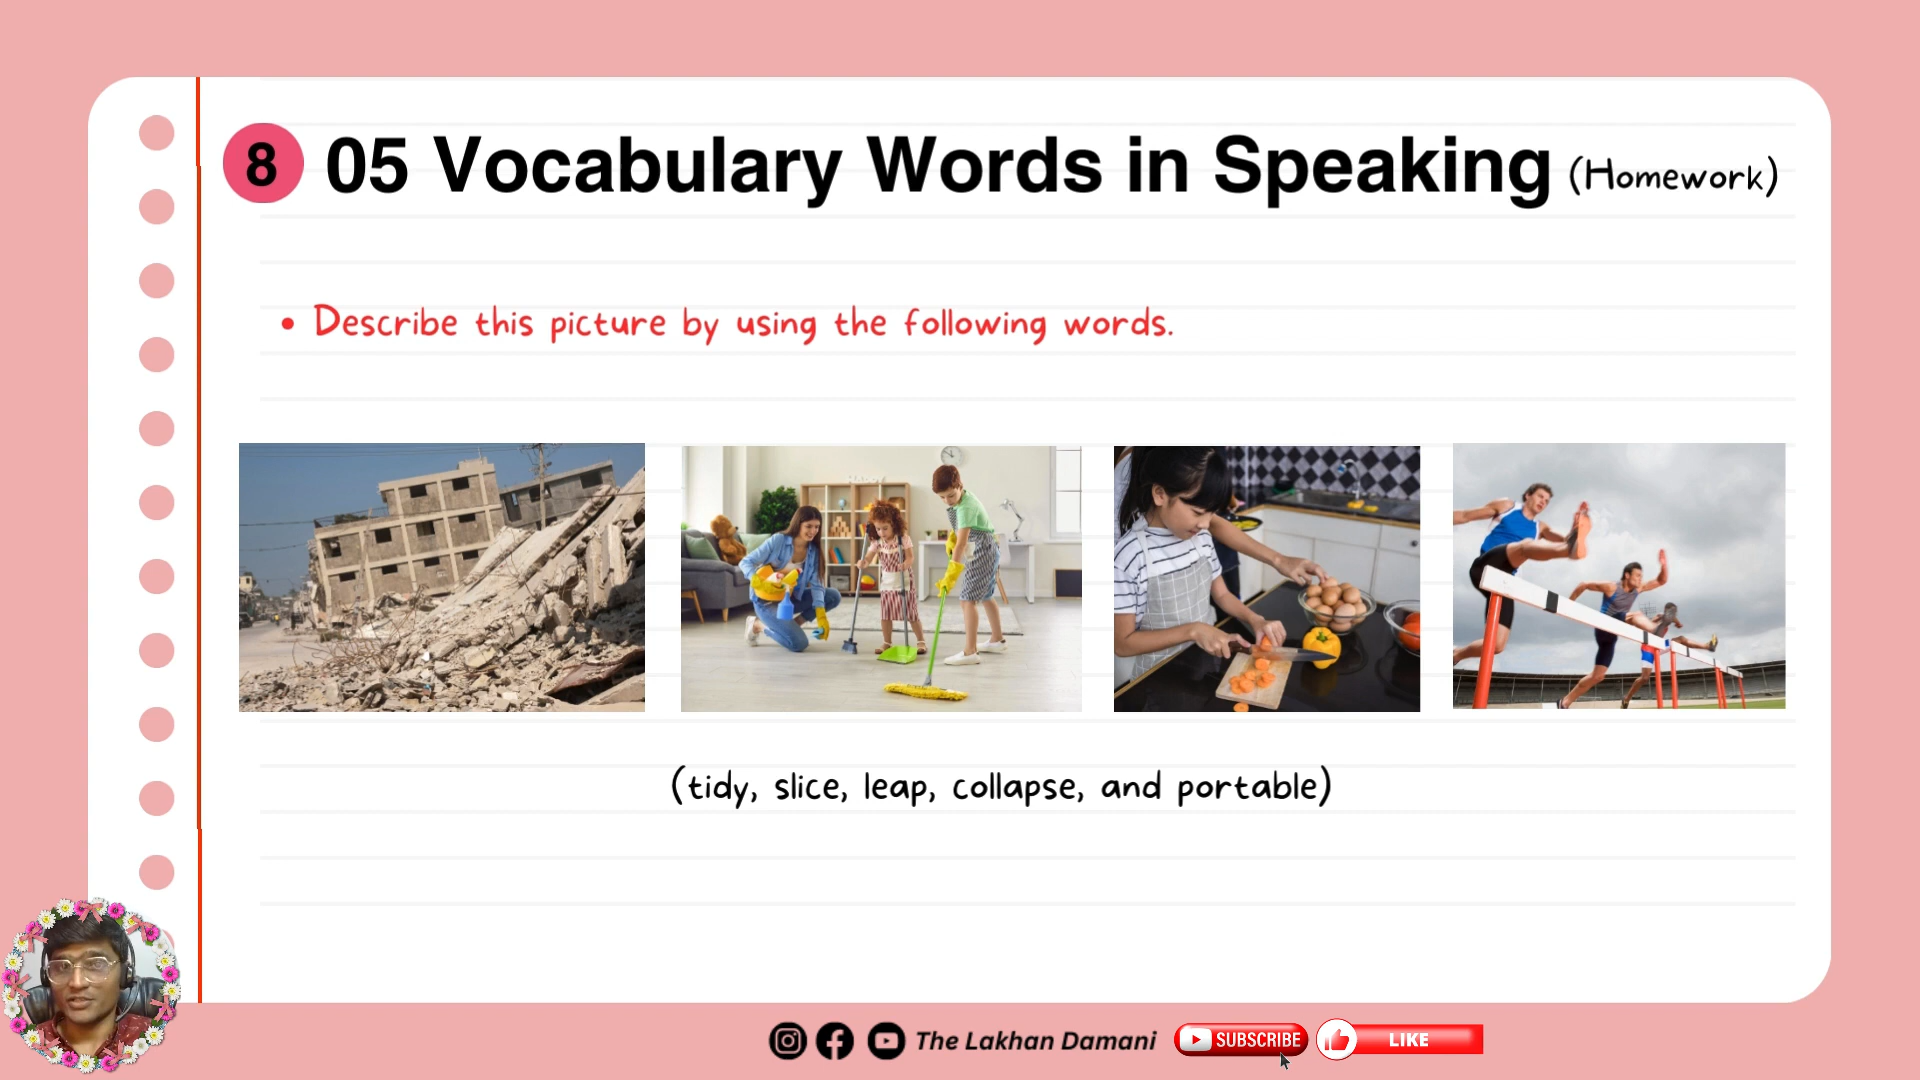 8 05 Vocabulary Words in Speaking (Homework)
• Describe this picture by using the following words.
(tidy, slice, leap, collapse, and portable)
The Lakhan Damani SUBSCRIBE LIKE